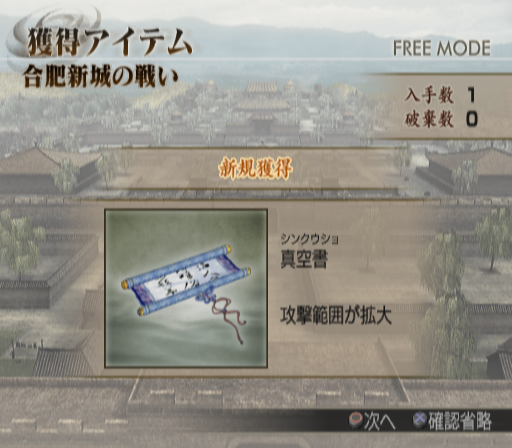 獲得アイテム
FREE MODE
合肥新城の戦い
入手数 1
破棄数 0
新規獲得
シンクウショ
真空書
攻撃範囲が拡大
次へ 確認省略